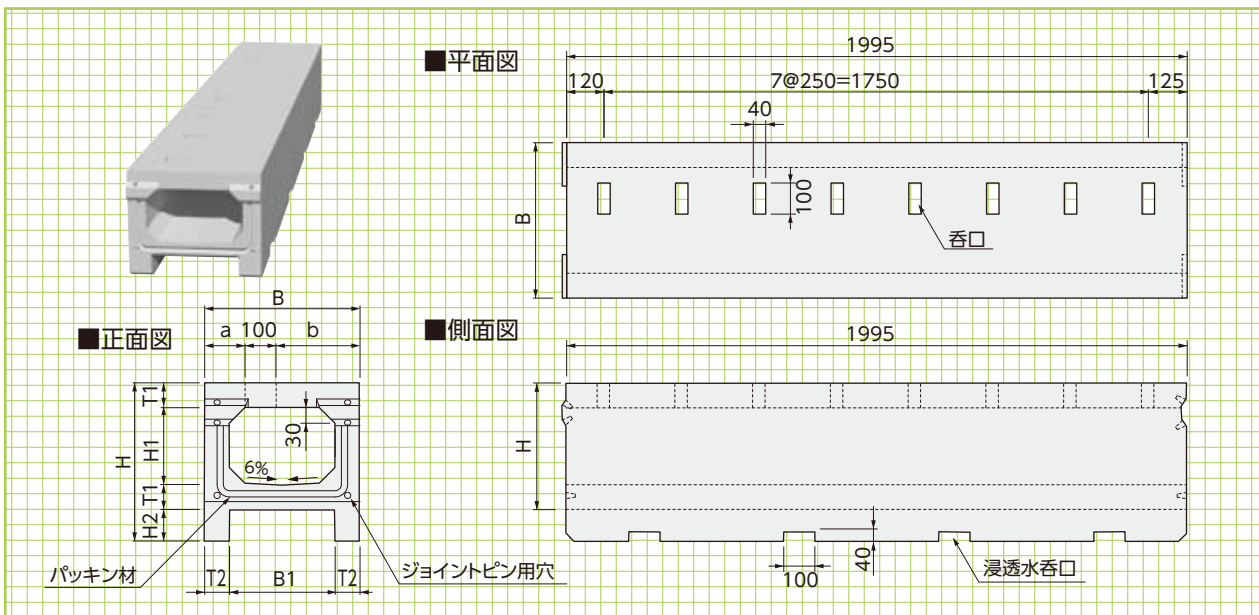 ■平面図
1995
120
7@250=1750
125
40
100
B
呑口
■正面図
B
a
100
b
T1
H
H1
T1
H2
30
6%
パッキン材
T2
B1
T2
ジョイントピン用穴
■側面図
1995
H
40
100
浸透水呑口